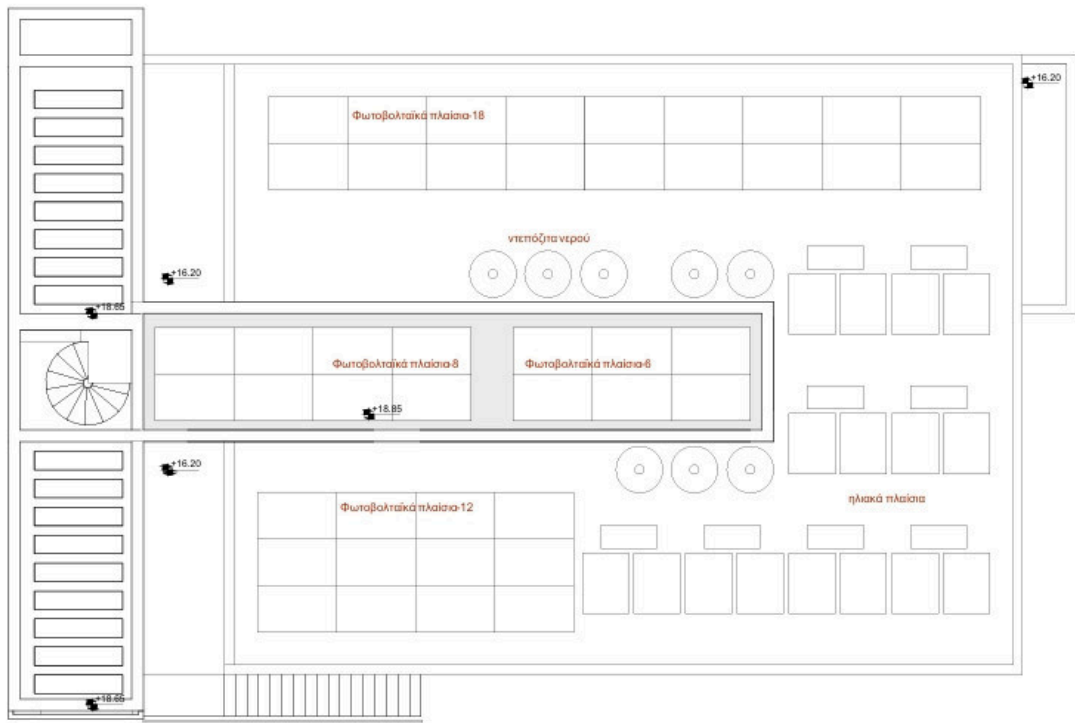 +16.20
Φωτοβολταϊκά πλαίσια-18
ντεπόζιτα νερού
+16.20
+18.65
Φωτοβολταϊκά πλαίσια-8
Φωτοβολταϊκά πλαίσια-6
+18.85
+16.20
ηλιακά πλαίσια
Φωτοβολταϊκά πλαίσια-12
+18.65